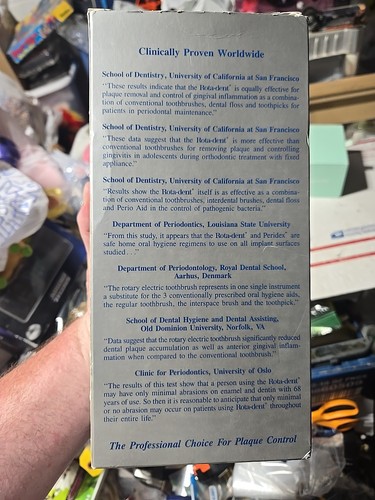 Clinically Proven Worldwide
School of Dentistry, University of California at San Francisco
"These results indicate that the Rota-dent® is equally effective for
plaque removal and control of gingival inflammation as a combina-
tion of conventional toothbrushes, dental floss and toothpicks for
patients in periodontal maintenance."
School of Dentistry, University of California at San Francisco
"These data suggest that the Rota-dent® is more effective than
conventional toothbrushes for removing plaque and controlling
gingivitis in adolescents during orthodontic treatment with fixed
appliance."
School of Dentistry, University of California at San Francisco
"Results show the Rota-dent® itself is as effective as a combina-
tion of conventional toothbrushes, interdental brushes, dental floss
and Perio Aid in the control of pathogenic bacteria."
Department of Periodontics, Louisiana State University
"From this study, it appears the Rota-dent® and Peridex® are
safe home oral hygiene regimens to use on all implant surfaces
studied . . ."
Department of Periodontology, Royal Dental School,
Aarhus, Denmark
"The rotary electric toothbrush represents in one single instrument
a substitute for the 3 conventionally prescribed oral hygiene aids,
the regular toothbrush, the interspace brush and the toothpick."
School of Dental Hygiene and Dental Assisting,
Old Dominion University, Norfolk, VA
"Data suggest that the rotary electric toothbrush significantly reduced
dental plaque accumulation as well as anterior gingival inflam-
mation when compared to the conventional toothbrush."
Clinic for Periodontics, University of Oslo
"The results of this test show that a person using the Rota-dent®
may have only minimal abrasions on enamel and dentin with 68
years of use. So then it is reasonable to anticipate that only minimal
or no abrasion may occur on patients using Rota-dent® throughout
their entire life."
The Professional Choice For Plaque Control